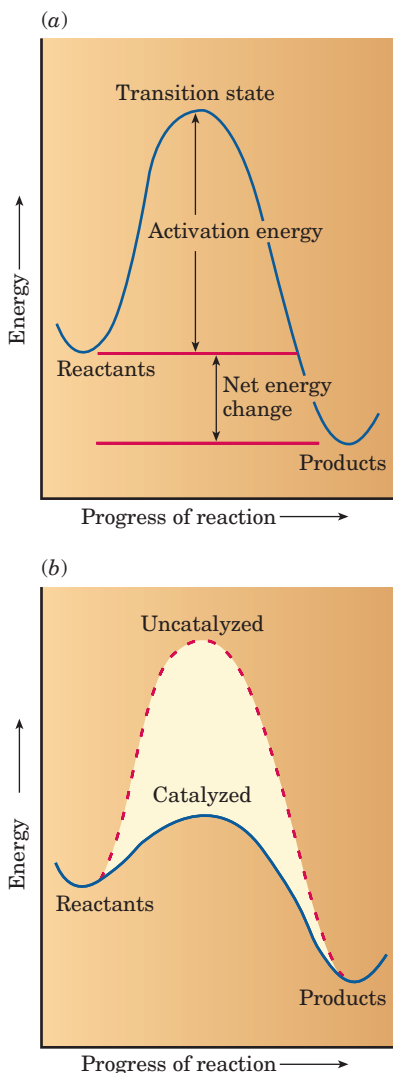 (a)
Transition state
Activation energy
Energy
Reactants
Net energy
change
Products
Progress of reaction
(b)
Uncatalyzed
Catalyzed
Energy
Reactants
Products
Progress of reaction